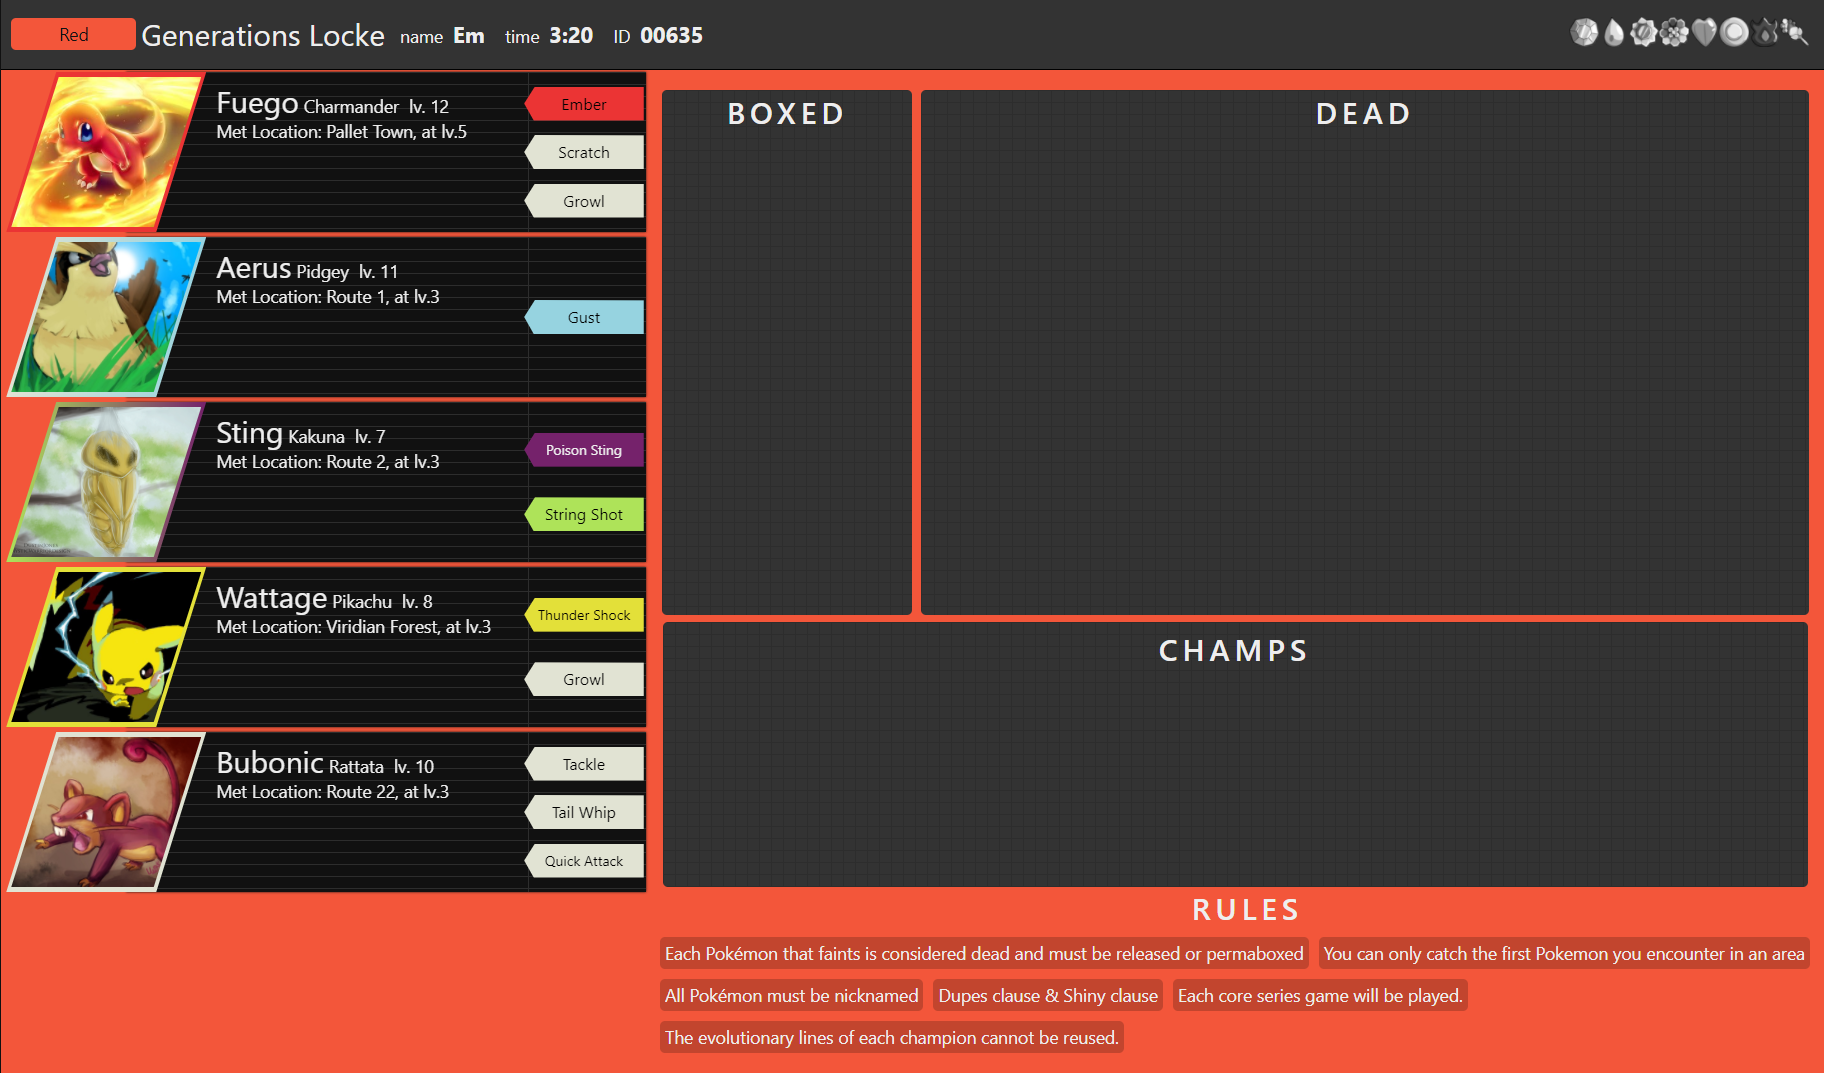 Red Generations Locke name Em time 3:20 ID 00635
Fuego Charmander lv. 12
Met Location: Pallet Town, at lv.5
Ember
Scratch
Growl
Aerus Pidgey lv. 11
Met Location: Route 1, at lv.3
Gust
Sting Kakuna lv. 7
Met Location: Route 2, at lv.3
Poison Sting
String Shot
Wattage Pikachu lv. 8
Met Location: Viridian Forest, at lv.3
Thunder Shock
Growl
Bubonic Rattata lv. 10
Met Location: Route 22, at lv.3
Tackle
Tail Whip
Quick Attack
BOXED
DEAD
CHAMPS
RULES
Each Pokémon that faints is considered dead and must be released or permaboxed
You can only catch the first Pokemon you encounter in an area
All Pokémon must be nicknamed
Dupes clause & Shiny clause
Each core series game will be played.
The evolutionary lines of each champion cannot be reused.